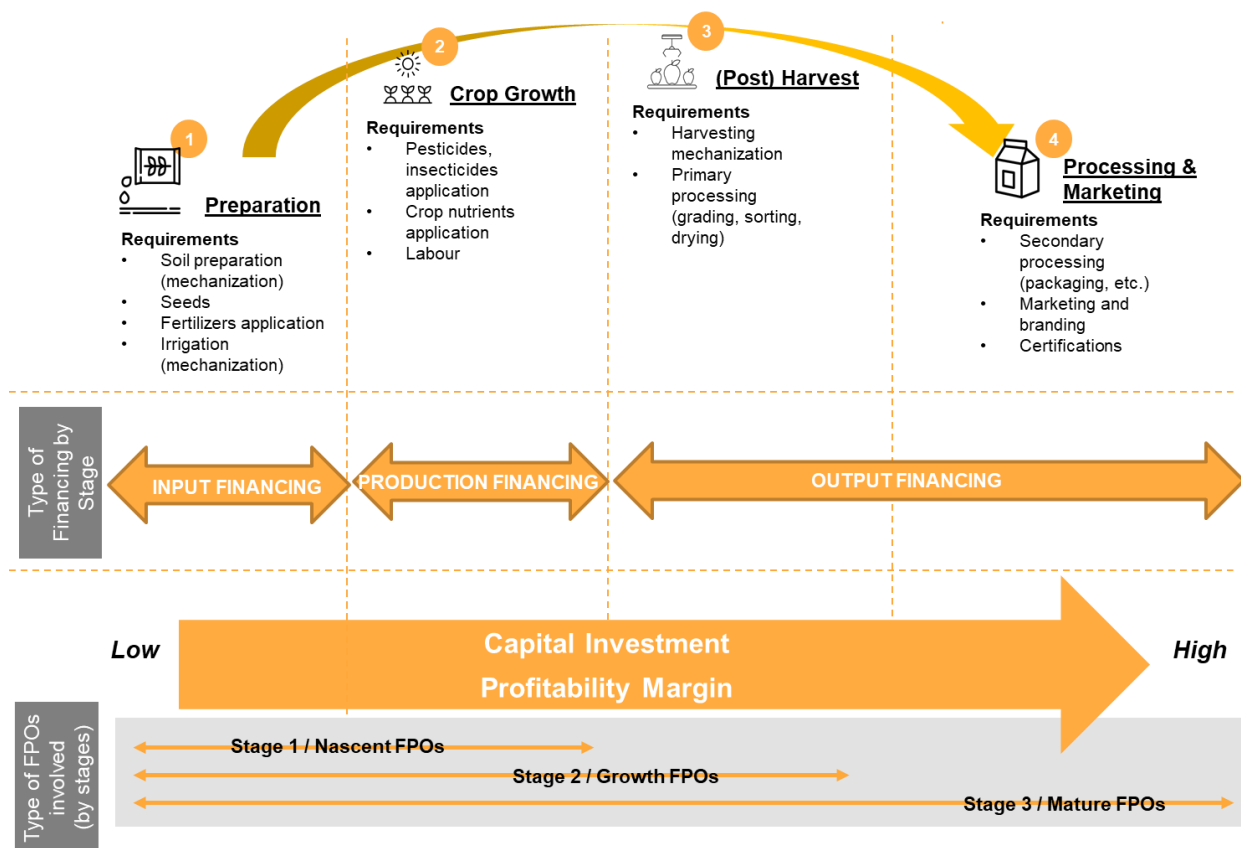 1
Preparation
Requirements
• Soil preparation
(mechanization)
• Seeds
• Fertilizers application
• Irrigation
(mechanization)
2
Crop Growth
Requirements
• Pesticides,
insecticides
application
• Crop nutrients
application
• Labour
3
(Post) Harvest
Requirements
• Harvesting
mechanization
• Primary
processing
(grading, sorting,
drying)
4
Processing &
Marketing
Requirements
• Secondary
processing
(packaging, etc.)
• Marketing and
branding
• Certifications
Type of
Financing by
Stage
INPUT FINANCING
PRODUCTION FINANCING
OUTPUT FINANCING
Low
Capital Investment
Profitability Margin
High
Type of FPOs
involved
(by stages)
Stage 1 / Nascent FPOs
Stage 2 / Growth FPOs
Stage 3 / Mature FPOs